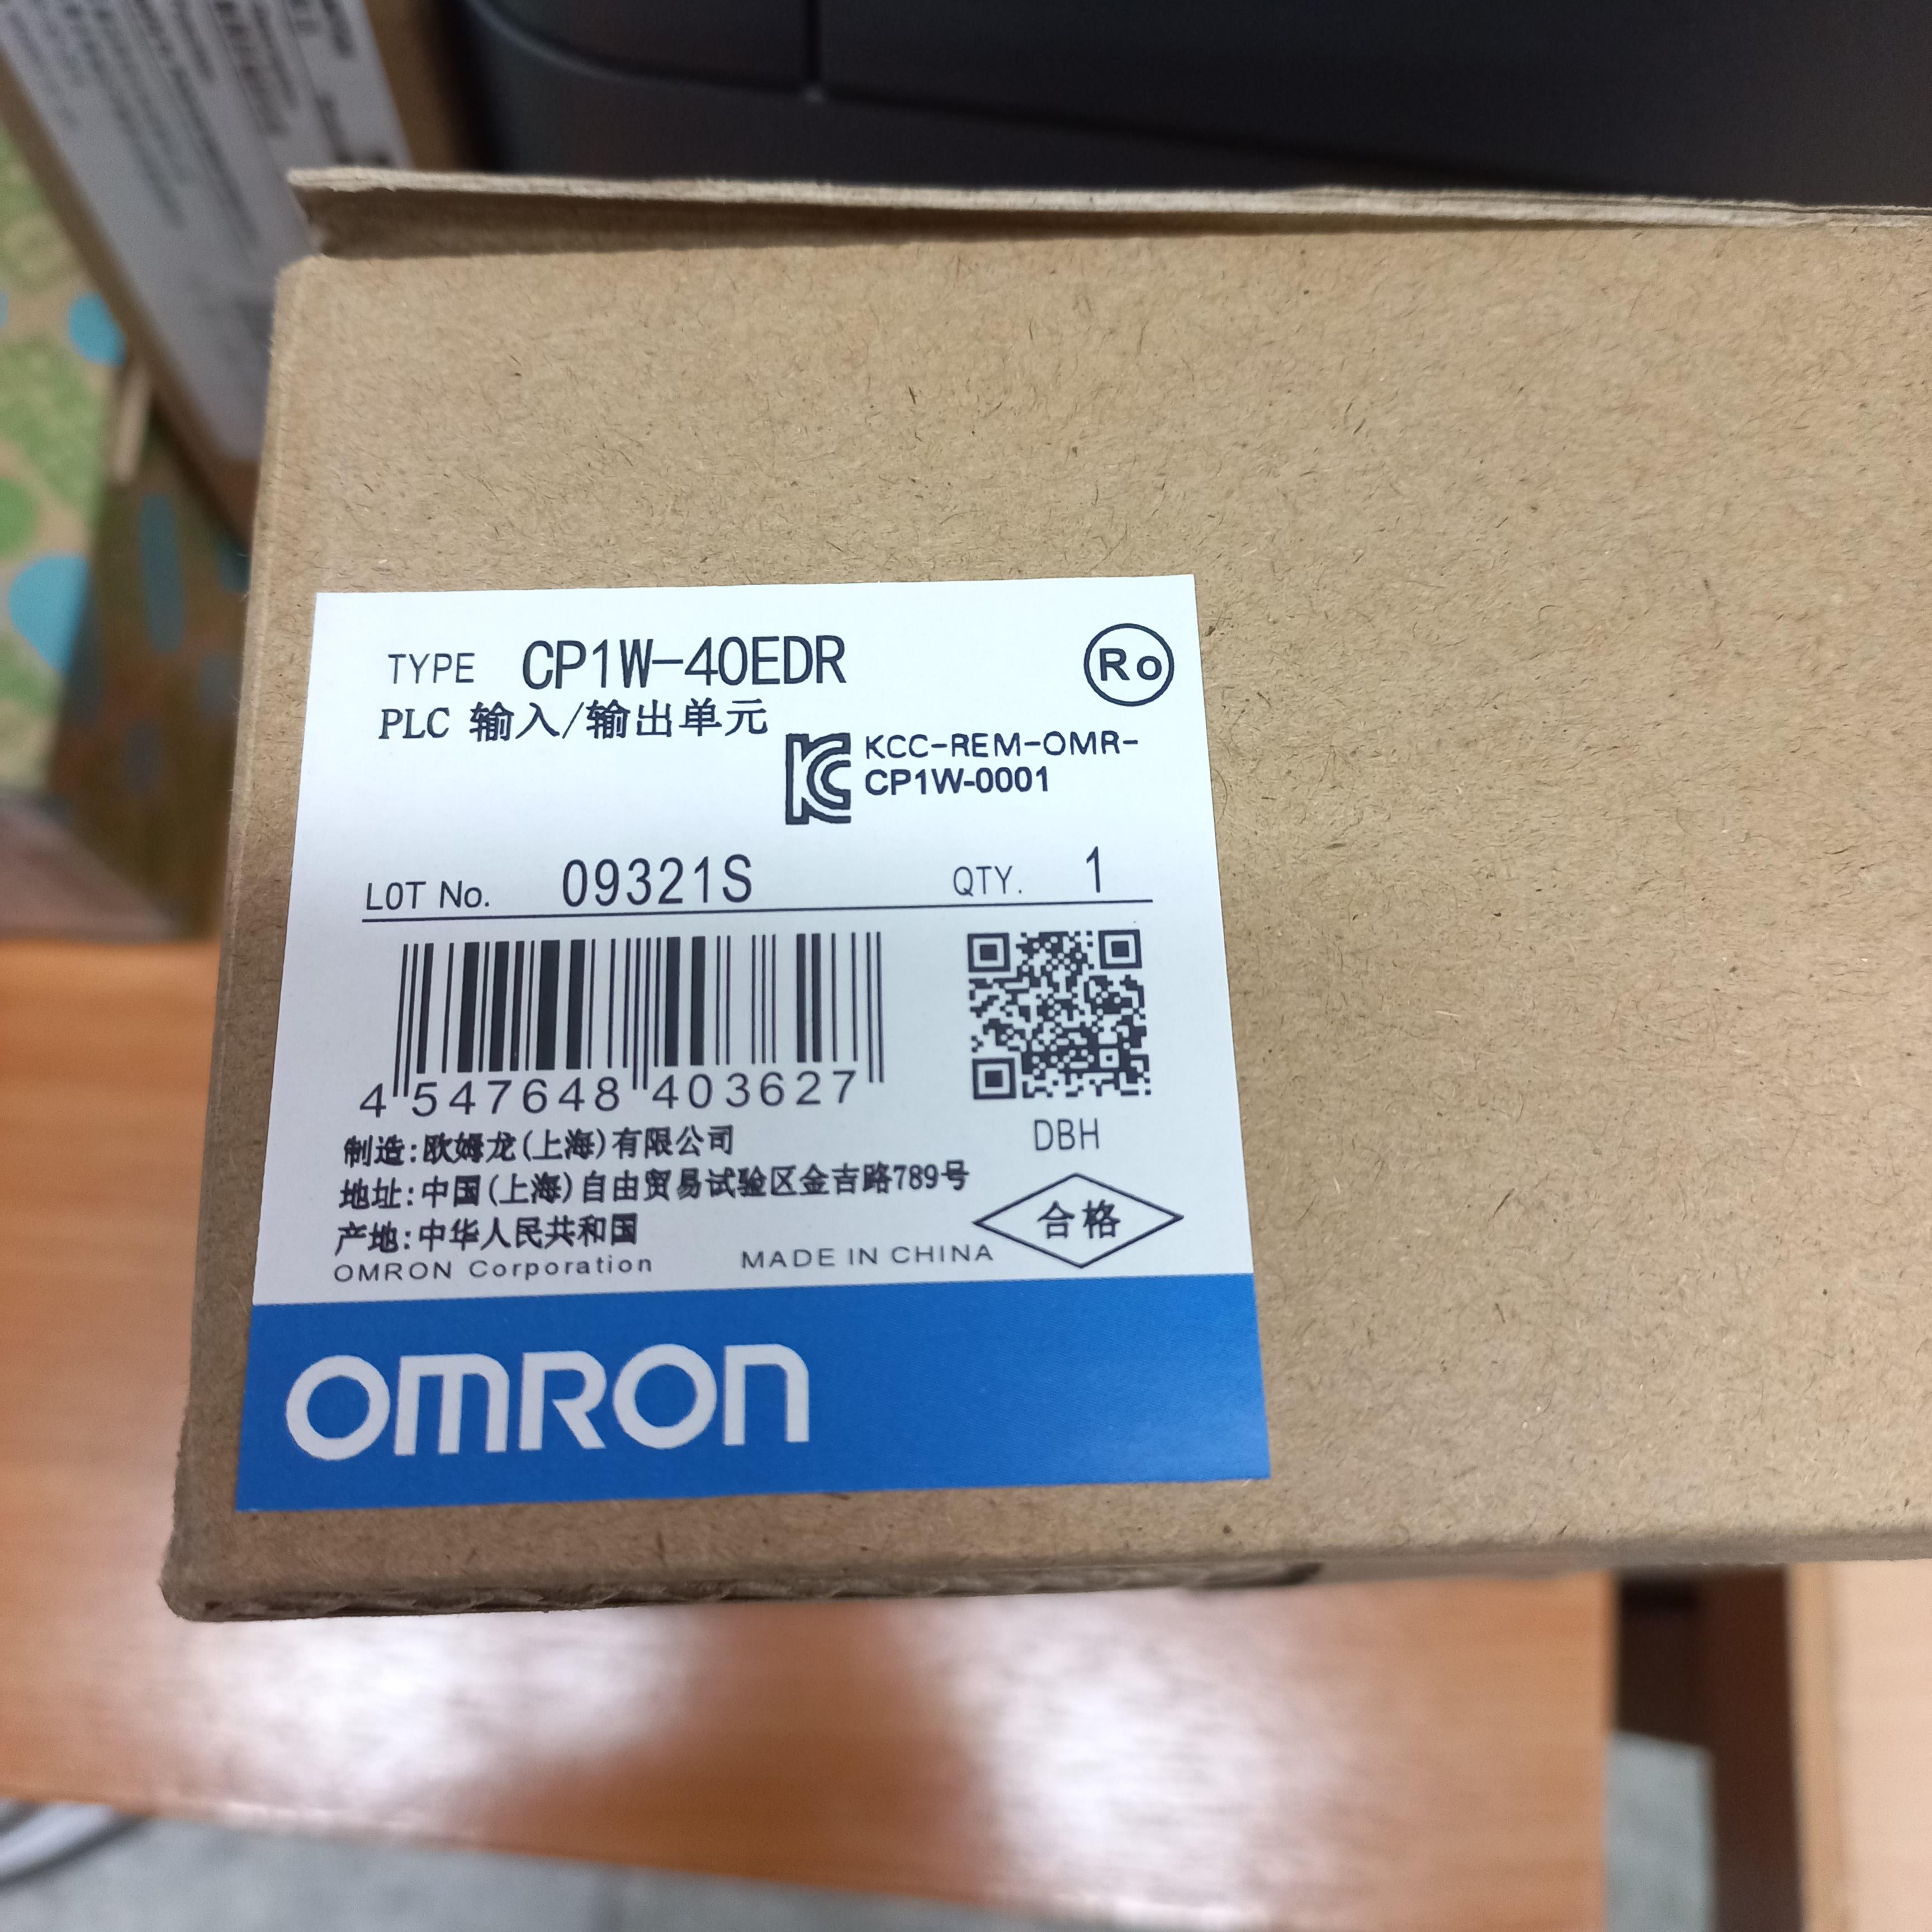 TYPE CP1W-40EDR
Ro
PLC 输入/输出单元
KCC-REM-OMR-
CP1W-0001
LOT No. 09321S QTY. 1
4 547648 403627
DBH
制造:欧姆龙(上海)有限公司
地址:中国(上海)自由贸易试验区金吉路789号
产地:中华人民共和国
合格
OMRON Corporation MADE IN CHINA
OMRON